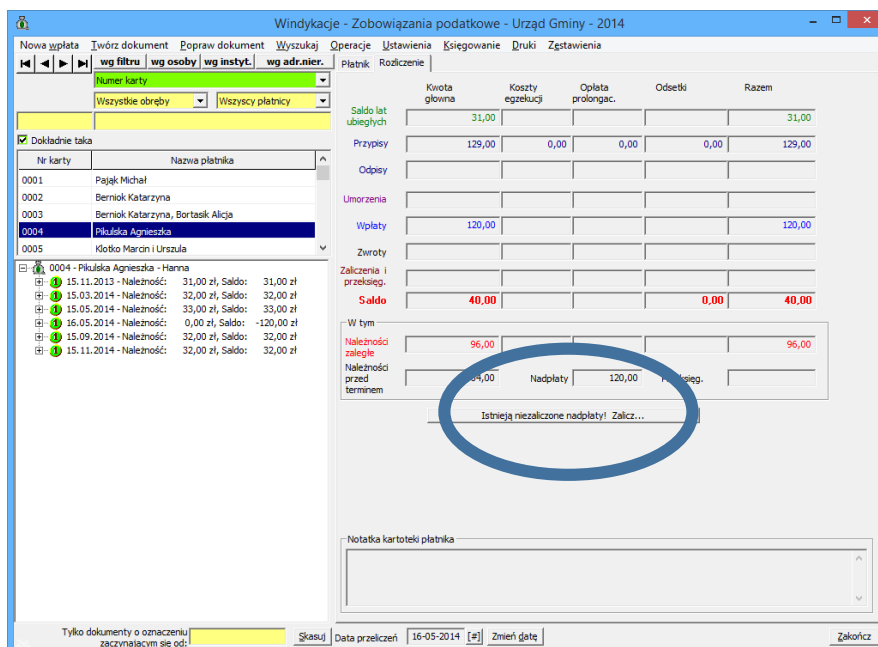 Windykacje - Zobowiązania podatkowe - Urząd Gminy - 2014
Nowa wpłata Twórz dokument Popraw dokument Wyszukaj Operacje Ustawienia Księgowanie Druki Zestawienia
wg filtru wg osoby wg instyt. wg adr.nier.
Płatnik Rozliczenie
Numer karty
Wszystkie obręby Wszyscy płatnicy
Dokładnie taka
Nr karty Nazwa płatnika
0001 Pająk Michał
0002 Berniok Katarzyna
0003 Berniok Katarzyna, Bortasik Alicja
0004 Pikulska Agnieszka
0005 Klotko Marcin i Urszula
0004 - Pikulska Agnieszka - Hanna
15.11.2013 - Należność: 31,00 zł, Saldo: 31,00 zł
15.03.2014 - Należność: 32,00 zł, Saldo: 32,00 zł
15.05.2014 - Należność: 33,00 zł, Saldo: 33,00 zł
16.05.2014 - Należność: 0,00 zł, Saldo: -120,00 zł
15.09.2014 - Należność: 32,00 zł, Saldo: 32,00 zł
15.11.2014 - Należność: 32,00 zł, Saldo: 32,00 zł
Kwota głowna
Koszty egzekucji
Opłata prolongac.
Odsetki
Razem
Saldo lat ubiegłych 31,00 31,00
Przypisy 129,00 0,00 0,00 0,00 129,00
Odpisy
Umorzenia
Wpłaty 120,00 120,00
Zwroty
Zaliczenia i przeksięg.
Saldo 40,00 0,00 40,00
W tym
Należności zaległe 96,00 96,00
Należności przed terminem
Nadpłaty 120,00
Istnieją niezaliczone nadpłaty! Zalicz...
Notatka kartoteki płatnika
Tylko dokumenty o oznaczeniu zaczynającym się od:
Skasuj
Data przeliczeń 16-05-2014 [#] Zmień datę
Zakończ